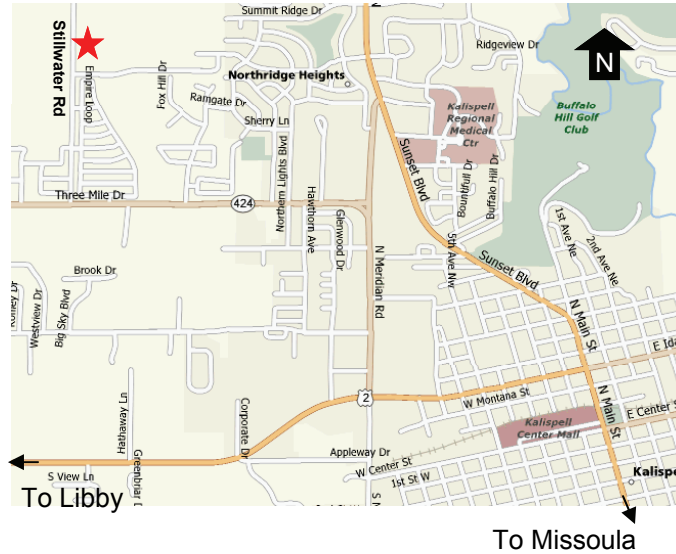 Summit Ridge Dr
Stillwater Rd
Empire Loop
Fox Hill Dr
Northridge Heights
Ridgeview Dr
N
Ramgate Dr
Sherry Ln
Kalispell
Regional
Medical
Ctr
Buffalo
Hill Golf
Club
Sunset Blvd
Northern Lights Blvd
Three Mile Dr
424
Hawthorn Ave
Glenwood Dr
N Meridian Rd
Bountifull Dr
Buffalo Hill Dr
5th Ave Nw
1st Ave Ne
2nd Ave Ne
Sunset Blvd
Brook Dr
Westview Dr
Big Sky Blvd
N Main St
E Ida
2
W Montana St
N Main St
Hathaway Ln
Corporate Dr
Kalispell
Center Mall
E Center St
Greenbriar D
Appleway Dr
W Center St
1st St W
S View Ln
S M
Kalispe
To Libby
To Missoula